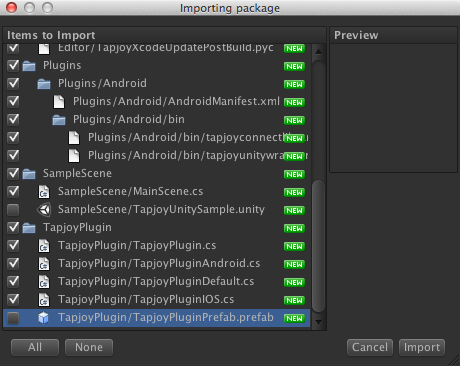 Importing package
Items to Import
Preview
Editor/TapjoyXcodeUpdatePostBuild.pyc NEW
Plugins NEW
Plugins/Android NEW
Plugins/Android/AndroidManifest.xml NEW
Plugins/Android/bin NEW
Plugins/Android/bin/tapjoyconnect NEW
Plugins/Android/bin/tapjoyunitywra NEW
SampleScene NEW
SampleScene/MainScene.cs NEW
SampleScene/TapjoyUnitySample.unity NEW
TapjoyPlugin NEW
TapjoyPlugin/TapjoyPlugin.cs NEW
TapjoyPlugin/TapjoyPluginAndroid.cs NEW
TapjoyPlugin/TapjoyPluginDefault.cs NEW
TapjoyPlugin/TapjoyPluginIOS.cs NEW
TapjoyPlugin/TapjoyPluginPrefab.prefab NEW
All None Cancel Import